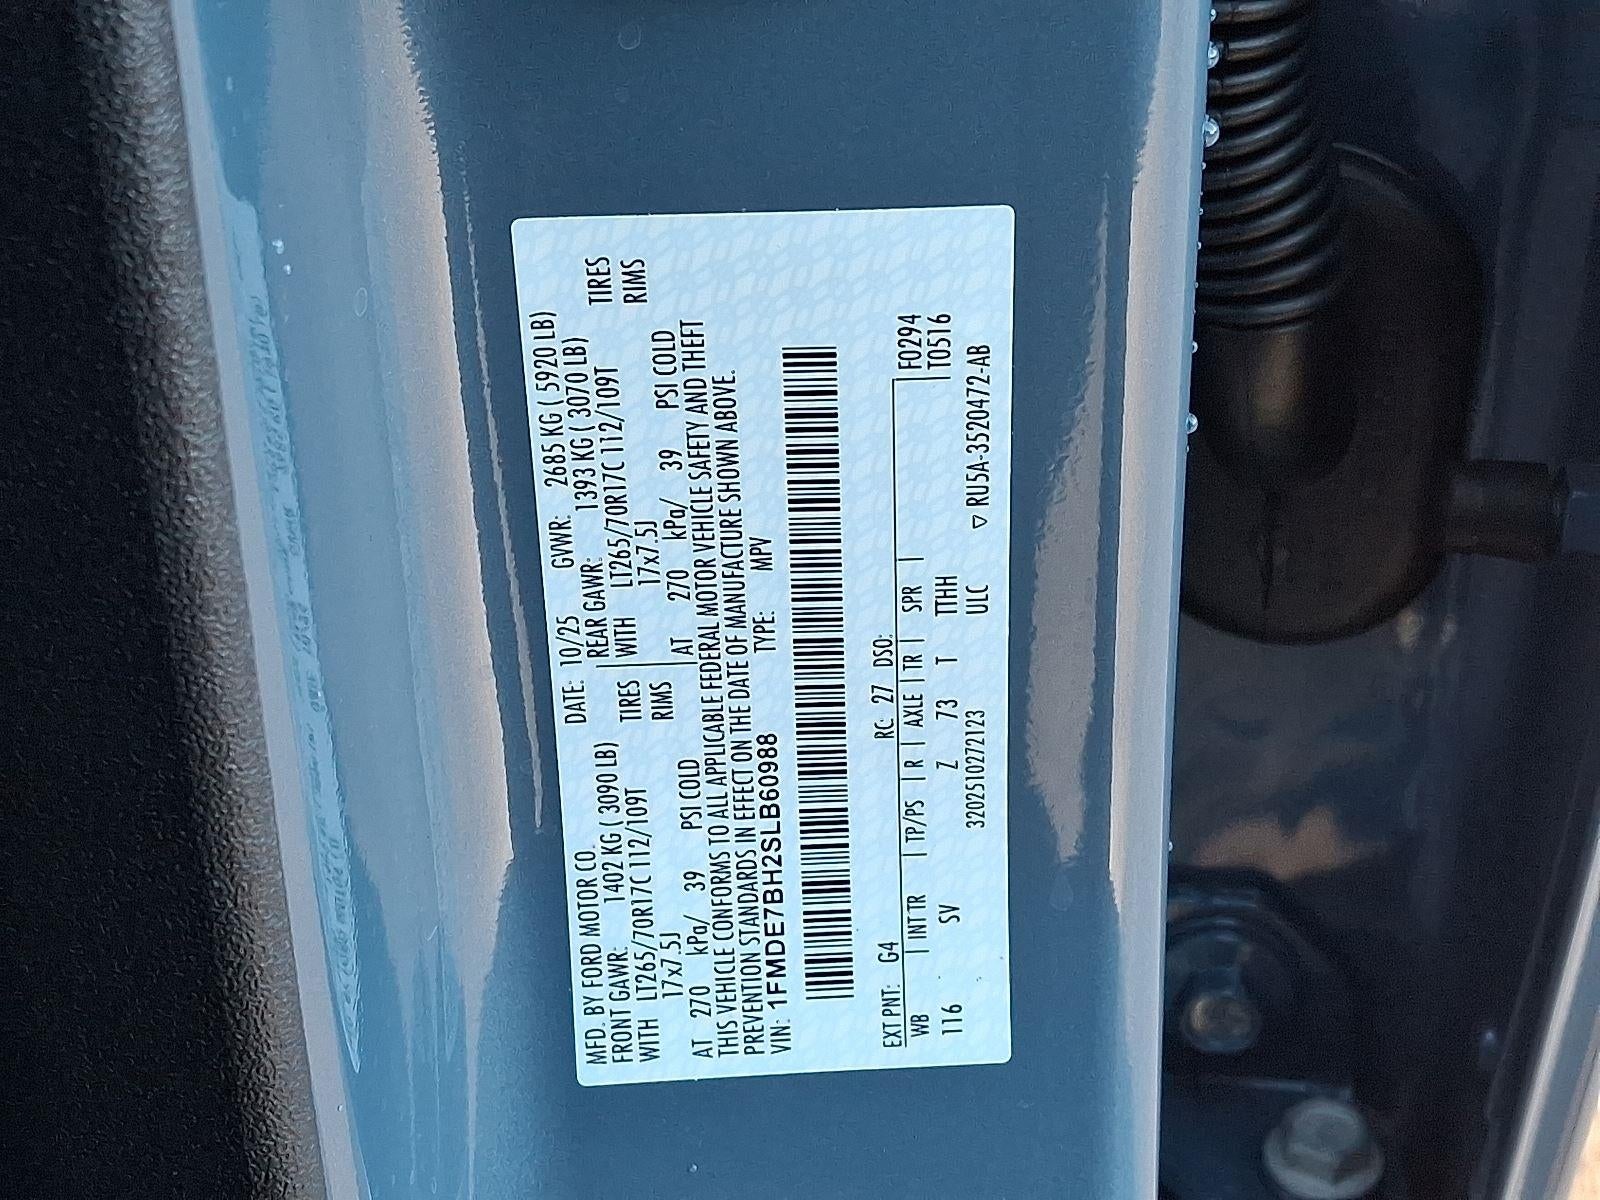 MFD. BY FORD MOTOR CO.
DATE: 10/25 GVWR: 2685 KG ( 5920 LB)
FRONT GAWR: 1402 KG ( 3090 LB) REAR GAWR: 1393 KG ( 3070 LB)
WITH LT265/70R17C 112/109T TIRES WITH LT265/70R17C 112/109T TIRES
17x7.5J RIMS 17x7.5J RIMS
AT 270 kPa/ 39 PSI COLD AT 270 kPa/ 39 PSI COLD
THIS VEHICLE CONFORMS TO ALL APPLICABLE FEDERAL MOTOR VEHICLE SAFETY AND THEFT
PREVENTION STANDARDS IN EFFECT ON THE DATE OF MANUFACTURE SHOWN ABOVE.
VIN: 1FMDE7BH2SLB60988 TYPE: MPV
EXT PNT: G4 RC: 27 DSO: F0294
WB INT TR TP/PS R AXLE TR SPR T0516
116 SV Z 73 T TTHH
3202510272123 ULC ▽ RU5A-3520472-AB